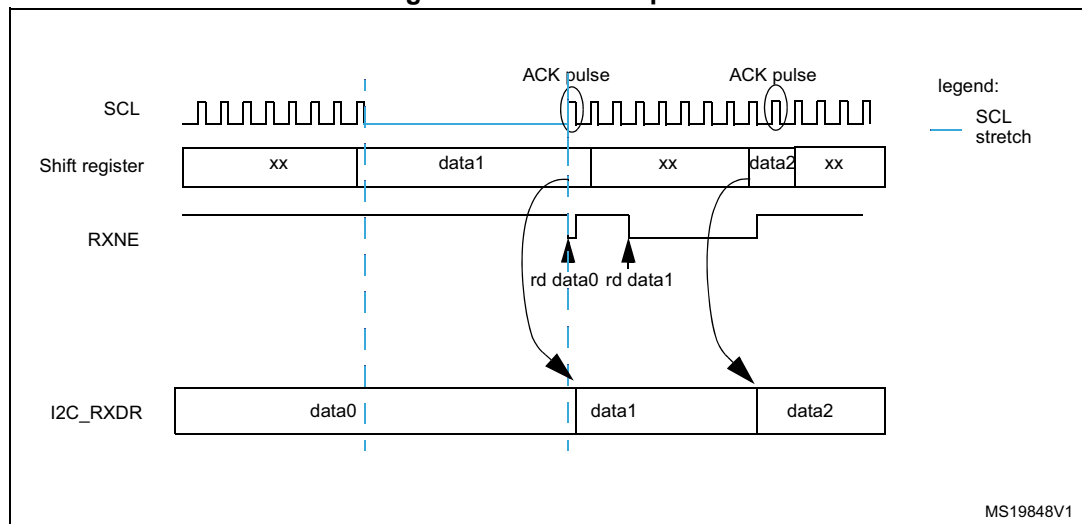 ACK pulse ACK pulse
legend:
SCL
SCL
stretch
Shift register xx data1 xx data2 xx
RXNE
rd data0 rd data1
I2C_RXDR data0 data1 data2
MS19848V1